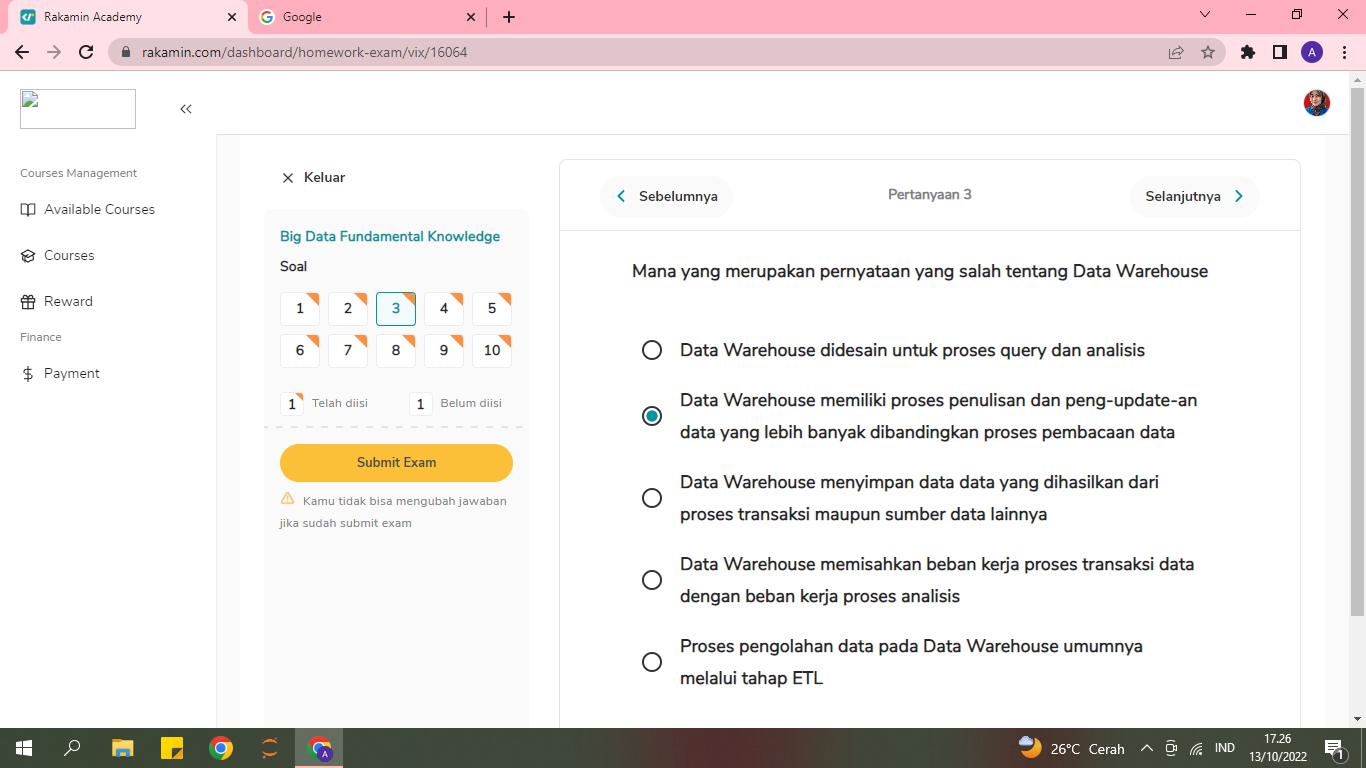 Rakamin Academy
Google
rakamin.com/dashboard/homework-exam/vix/16064
A
Courses Management
Available Courses
Courses
Reward
Finance
Payment
Keluar
Big Data Fundamental Knowledge
Soal
1 2 3 4 5
6 7 8 9 10
1 Telah diisi 1 Belum diisi
Submit Exam
Kamu tidak bisa mengubah jawaban
jika sudah submit exam
Sebelumnya
Pertanyaan 3
Selanjutnya
Mana yang merupakan pernyataan yang salah tentang Data Warehouse
Data Warehouse didesain untuk proses query dan analisis
Data Warehouse memiliki proses penulisan dan peng-update-an
data yang lebih banyak dibandingkan proses pembacaan data
Data Warehouse menyimpan data data yang dihasilkan dari
proses transaksi maupun sumber data lainnya
Data Warehouse memisahkan beban kerja proses transaksi data
dengan beban kerja proses analisis
Proses pengolahan data pada Data Warehouse umumnya
melalui tahap ETL
A
26°C Cerah
IND
17.26
13/10/2022
1